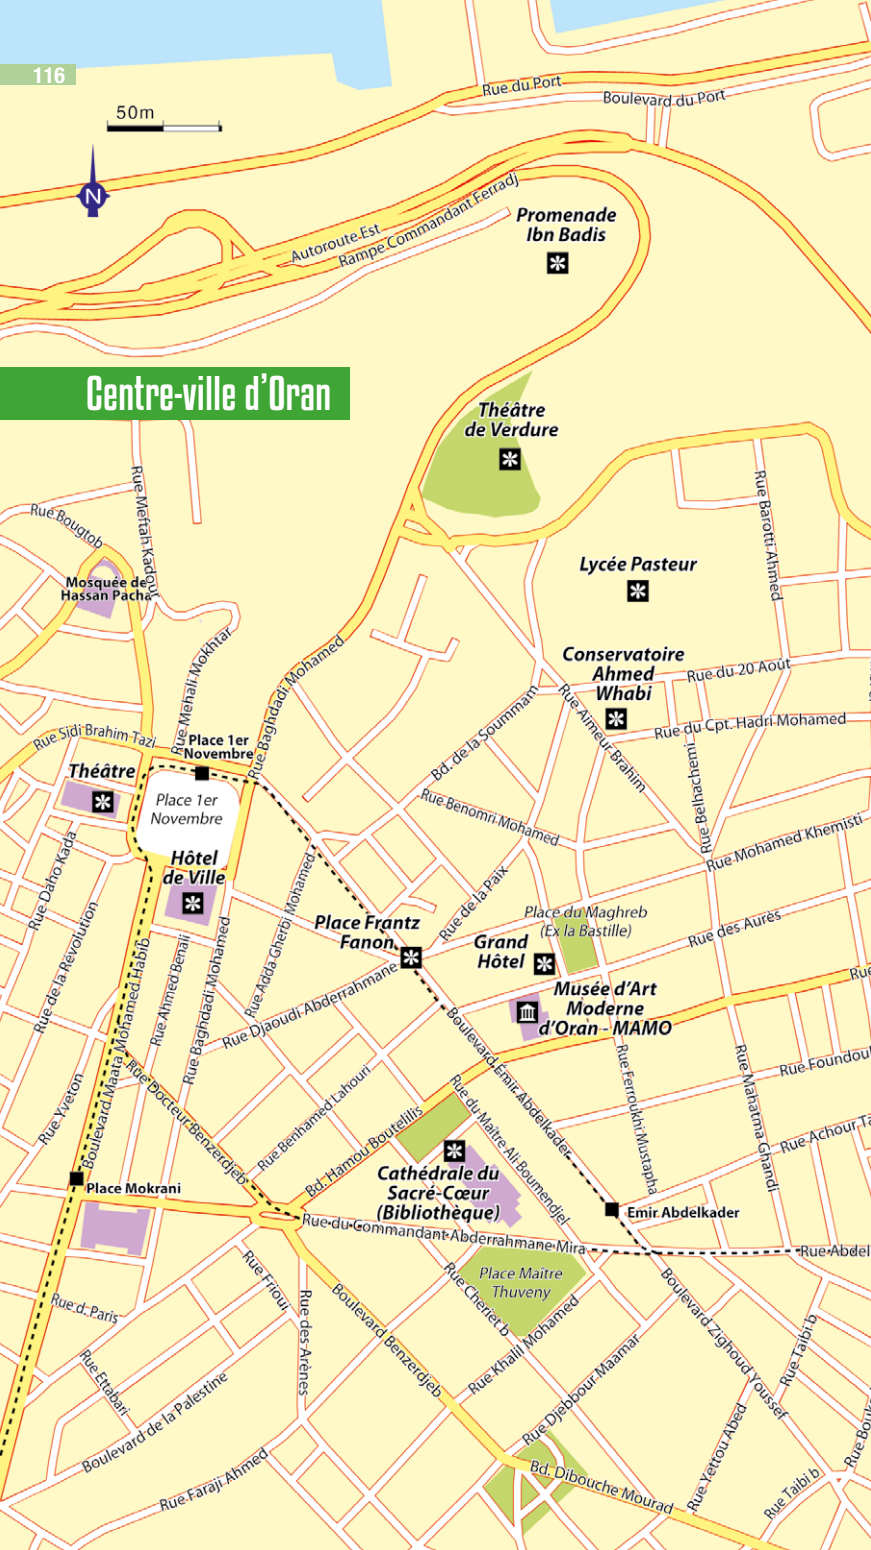 116
50m
N
Rue du Port
Boulevard du Port
Autoroute Est
Rampe Commandant Ferradj
Promenade
Ibn Badis
Centre-ville d'Oran
Théâtre
de Verdure
Rue Meftah Kadour
Rue Bougtob
Rue Barotti Ahmed
Lycée Pasteur
Mosquée de
Hassan Pacha
Rue Mehali Mokhtar
Rue Baghdadi Mohamed
Conservatoire
Ahmed
Whabi
Rue du 20 Août
Rue Aimeur Brahim
Rue du Cpt. Hadri Mohamed
Bd. de la Soummam
Rue Sidi Brahim Tazi
Place 1er
Novembre
Théâtre
Place 1er
Novembre
Rue Belhachemi
Rue Benomri Mohamed
Rue Mohamed Khemisti
Rue Daho Kada
Hôtel
de Ville
Rue Adda Gherbi Mohamed
Rue de la Paix
Place du Maghreb
(Ex la Bastille)
Place Frantz
Fanon
Grand
Hôtel
Rue des Aurès
Rue de la Révolution
Boulevard Maata Mohamed Habib
Rue Ahmed Benaii
Rue Baghdadi Mohamed
Rue Djaoudi Abderrahmane
Musée d'Art
Moderne
d'Oran - MAMO
Rue
Boulevard Émir Abdelkader
Rue Ferroukhi Mustapha
Rue Mahatma Ghandi
Rue Foundou
Rue Yveton
Rue Docteur Benzerdjeb
Rue Benhamed Lahouri
Bd. Hamou Boutelilis
Rue du Maître Ali Boumendjel
Rue Achour Ta
Cathédrale du
Sacré-Cœur
(Bibliothèque)
Place Mokrani
Emir Abdelkader
Rue du Commandant Abderrahmane Mira
Rue Abdel
Rue Frioui
Rue des Arènes
Boulevard Benzerdjeb
Rue Cheriet b
Place Maître
Thuveny
Rue Khalil Mohamed
Boulevard Zighoud Youssef
Rue d. Paris
Rue Ettabari
Boulevard de la Palestine
Rue Djebbour Maamar
Rue Taibi b
Rue Faraji Ahmed
Bd. Dibouche Mourad
Rue Yettou Abed
Rue Taibi b
Rue Bouk